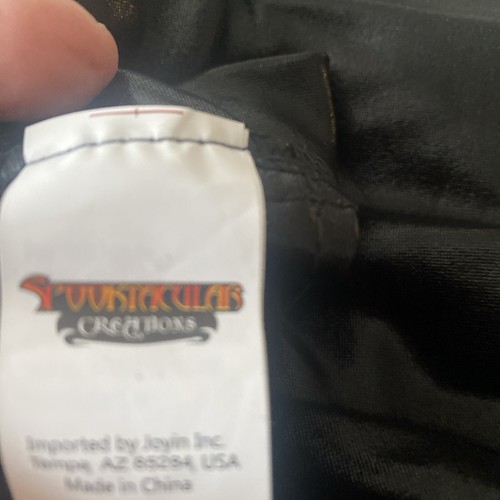 SPOOKTACULAR
CREATIONS
Imported by Joyin Inc.
Tempe, AZ 85284, USA
Made in China